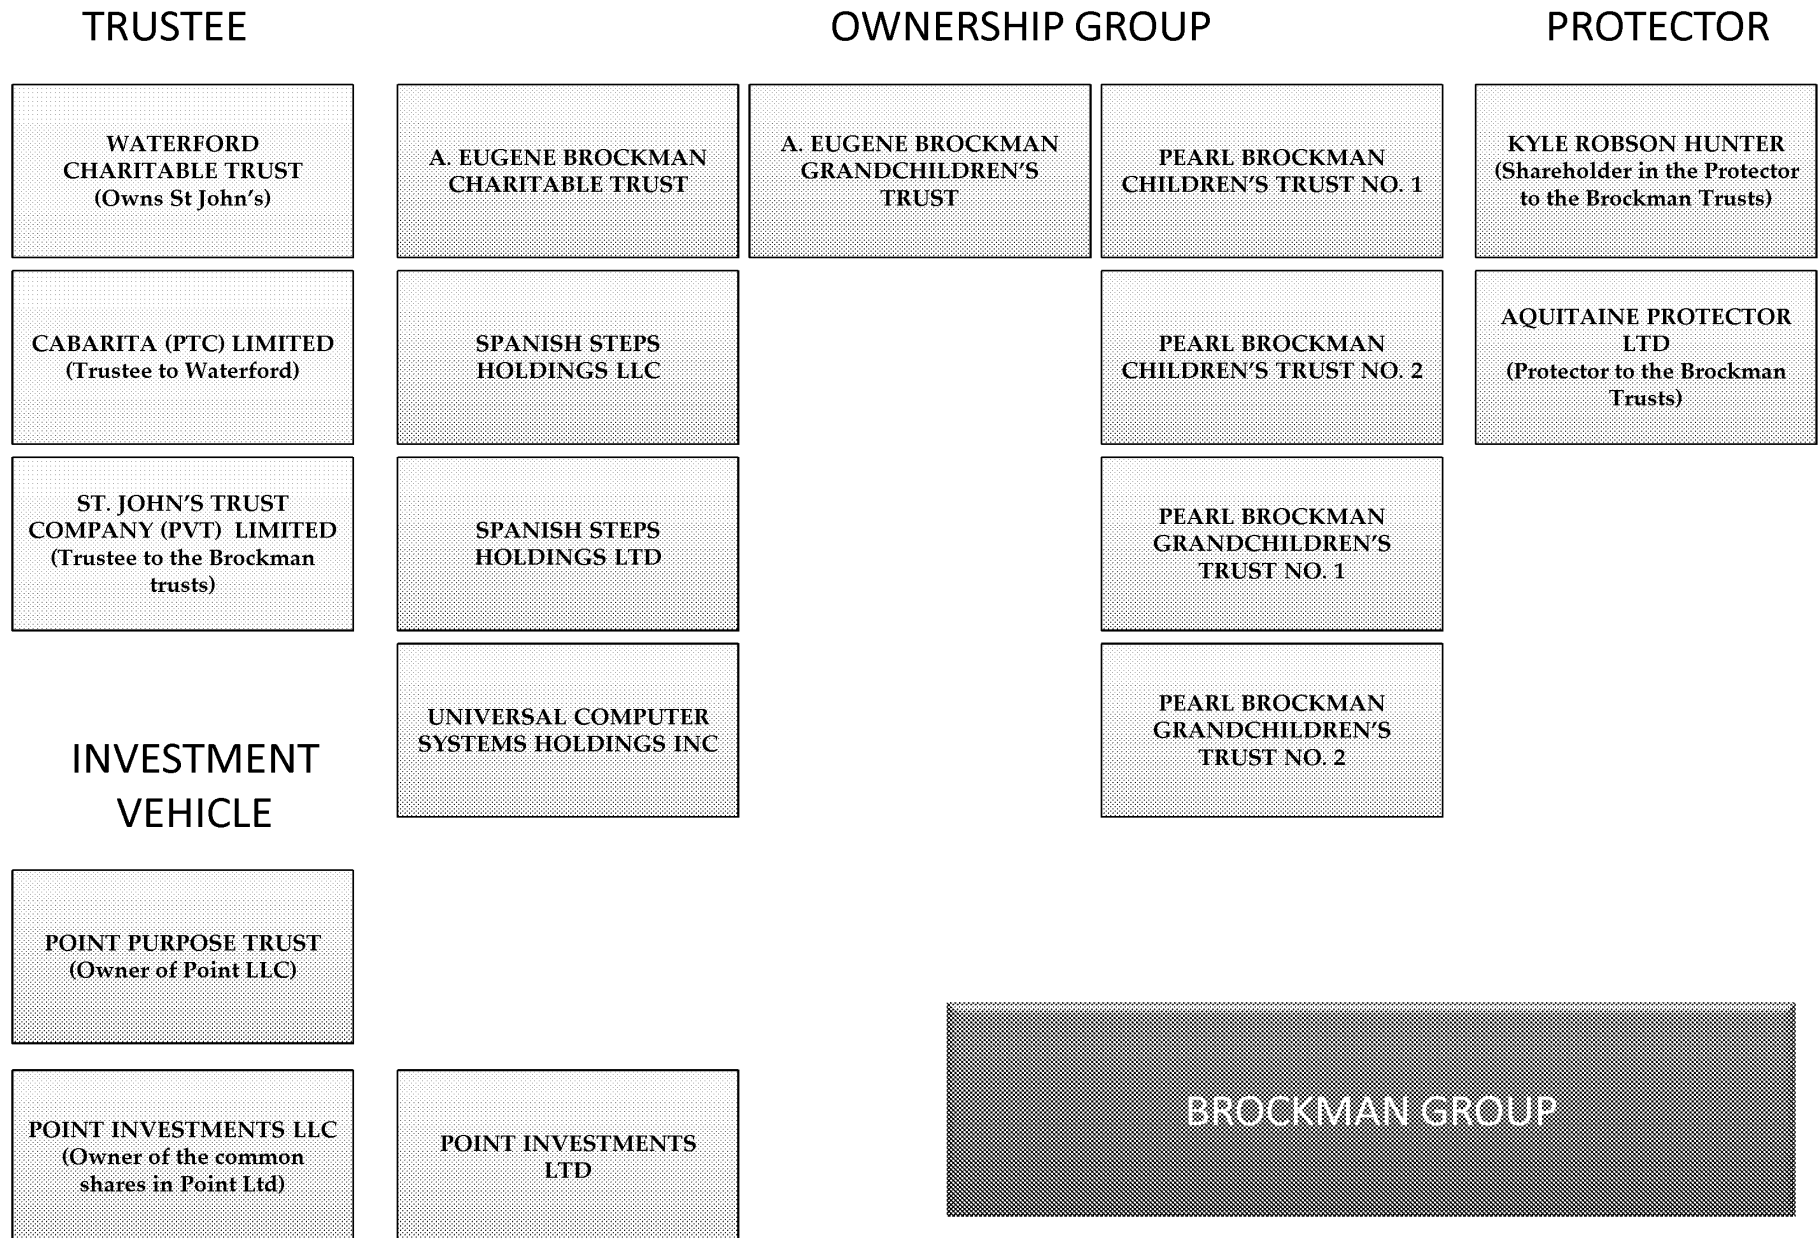 TRUSTEE
OWNERSHIP GROUP
PROTECTOR
WATERFORD
CHARITABLE TRUST
(Owns St John's)
A. EUGENE BROCKMAN
CHARITABLE TRUST
A. EUGENE BROCKMAN
GRANDCHILDREN'S
TRUST
PEARL BROCKMAN
CHILDREN'S TRUST NO. 1
KYLE ROBSON HUNTER
(Shareholder in the Protector
to the Brockman Trusts)
CABARITA (PTC) LIMITED
(Trustee to Waterford)
SPANISH STEPS
HOLDINGS LLC
PEARL BROCKMAN
CHILDREN'S TRUST NO. 2
AQUITAINE PROTECTOR
LTD
(Protector to the Brockman
Trusts)
ST. JOHN'S TRUST
COMPANY (PVT) LIMITED
(Trustee to the Brockman
trusts)
SPANISH STEPS
HOLDINGS LTD
PEARL BROCKMAN
GRANDCHILDREN'S
TRUST NO. 1
UNIVERSAL COMPUTER
SYSTEMS HOLDINGS INC
PEARL BROCKMAN
GRANDCHILDREN'S
TRUST NO. 2
INVESTMENT
VEHICLE
POINT PURPOSE TRUST
(Owner of Point LLC)
POINT INVESTMENTS LLC
(Owner of the common
shares in Point Ltd)
POINT INVESTMENTS
LTD
BROCKMAN GROUP